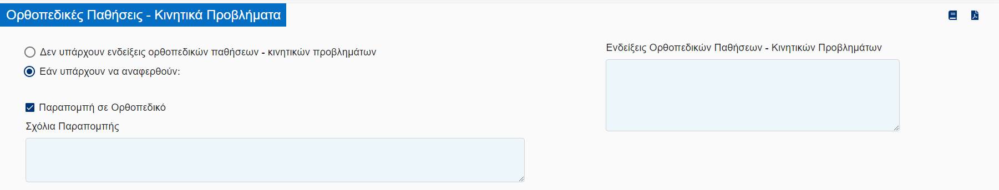 Ορθοπεδικές Παθήσεις - Κινητικά Προβλήματα
Δεν υπάρχουν ενδείξεις ορθοπεδικών παθήσεων - κινητικών προβλημάτων
Εάν υπάρχουν να αναφερθούν:
Παραπομπή σε Ορθοπεδικό
Σχόλια Παραπομπής
Ενδείξεις Ορθοπεδικών Παθήσεων - Κινητικών Προβλημάτων